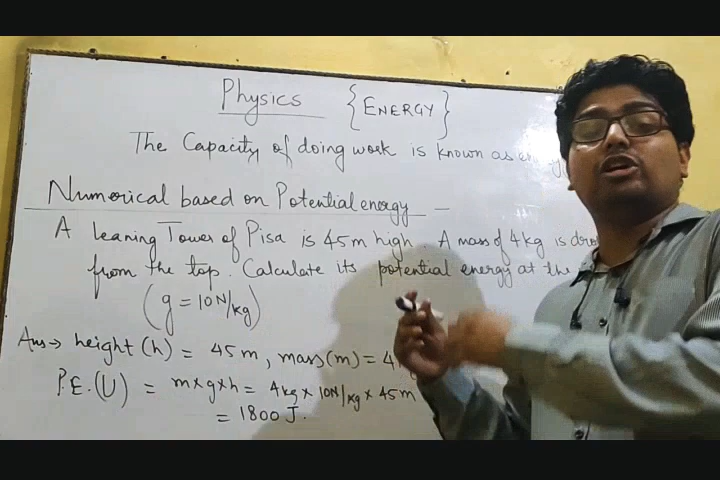 Physics {ENERGY}
The Capacity of doing work is known as
Numerical based on Potential energy -
A leaning Tower of Pisa is 45m high. A mass of 4kg is
from the top. Calculate its potential energy at the
(g = 10N/kg)
Ans→ height (h) = 45m, mass(m) = 4
P.E.(U) = m×g×h = 4kg × 10N/kg × 45m
= 1800 J.